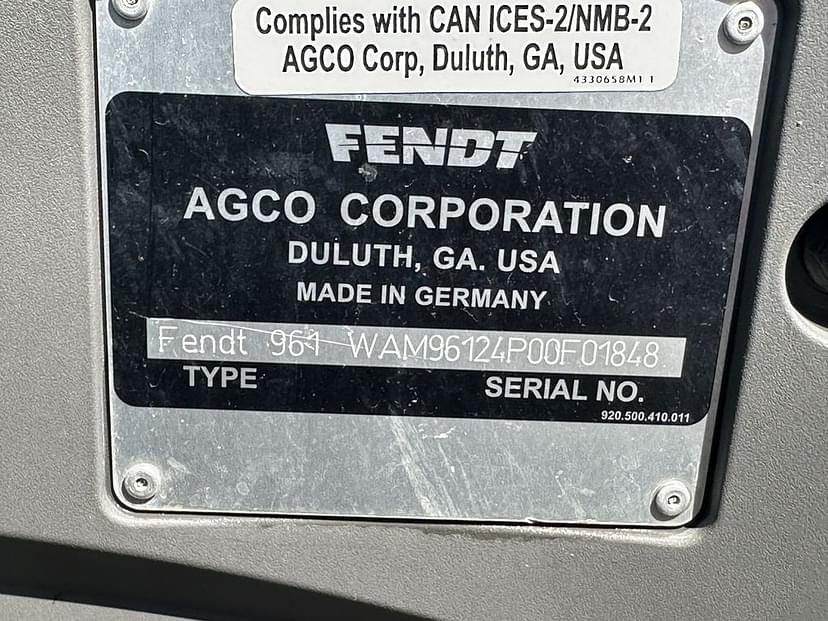 Complies with CAN ICES-2/NMB-2
AGCO Corp, Duluth, GA, USA
4330658M1 1
FENDT
AGCO CORPORATION
DULUTH, GA. USA
MADE IN GERMANY
Fendt 961 WAM96124P00F01848
TYPE SERIAL NO.
920.500.410.011